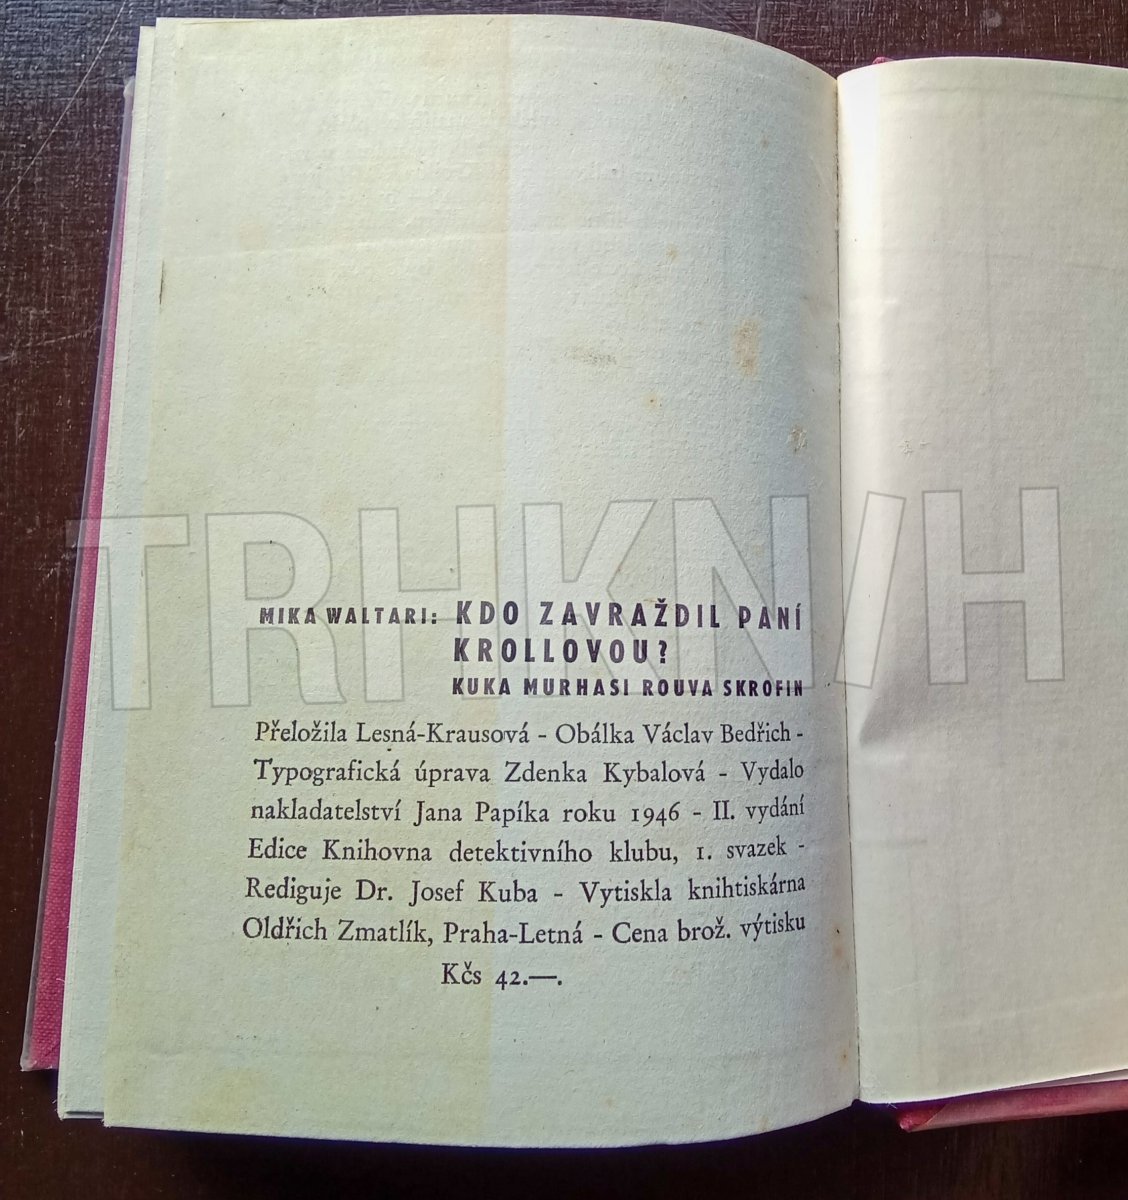 MIKA WALTARI: KDO ZAVRAŽDIL PANÍ
KROLLOVOU?
KUKA MURHASI ROUVA SKROFIN
Přeložila Lesná-Krausová - Obálka Václav Bedřich -
Typografická úprava Zdenka Kybalová - Vydalo
nakladatelství Jana Papíka roku 1946 - II. vydání
Edice Knihovna detektivního klubu, 1. svazek -
Rediguje Dr. Josef Kuba - Vytiskla knihtiskárna
Oldřich Zmatlík, Praha-Letná - Cena brož. výtisku
Kčs 42.—.
TRHKN/H